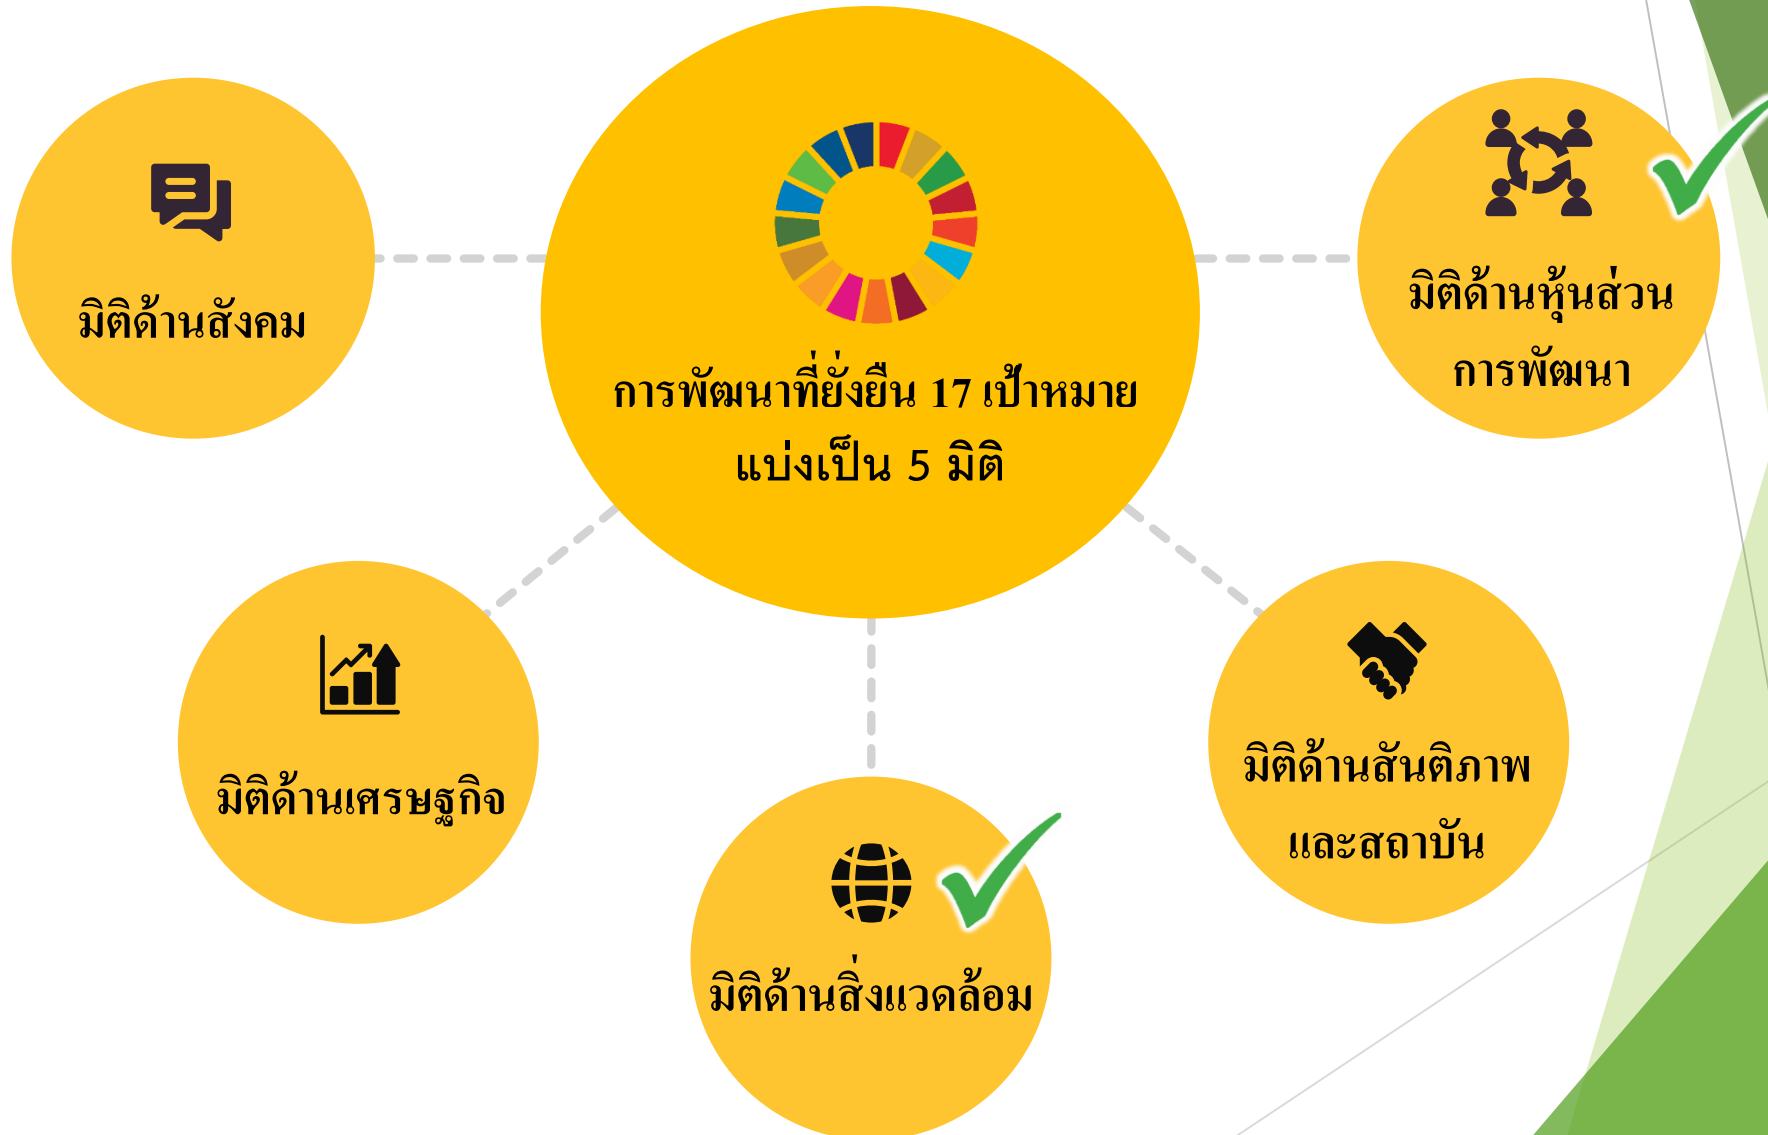 การพัฒนาที่ยั่งยืน 17 เป้าหมาย
แบ่งเป็น 5 มิติ
มิติด้านสังคม
มิติด้านเศรษฐกิจ
มิติด้านสิ่งแวดล้อม
มิติด้านสันติภาพ
และสถาบัน
มิติด้านหุ้นส่วน
การพัฒนา